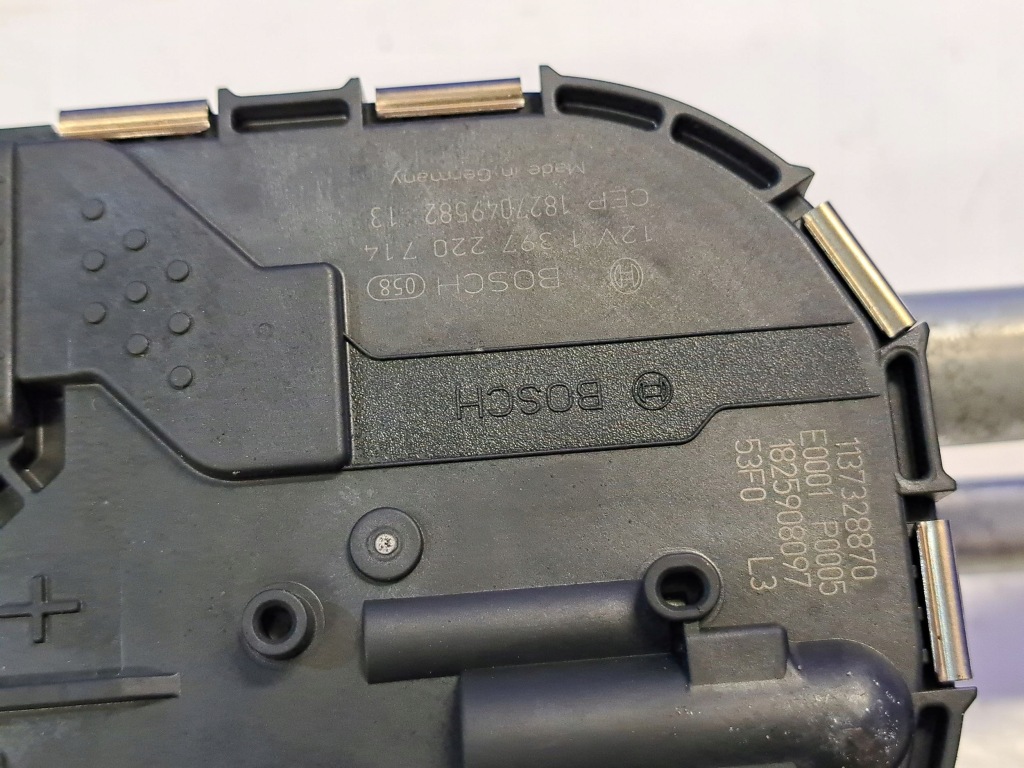 BOSCH 058
12V 1 397 220 714
CEP 1827049582 13
Made in Germany
BOSCH
1137328870
E0001 P0005
1825908097
53F0 L3
+